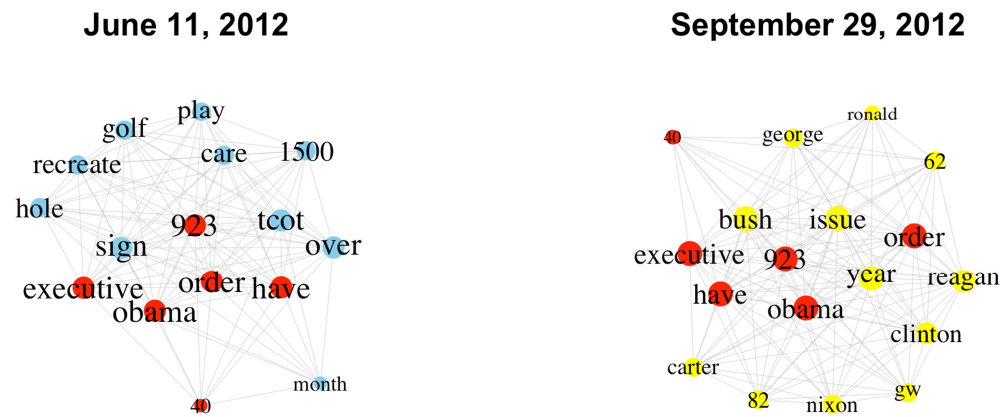 June 11, 2012
play
golf
care
1500
recreate
hole
923
tcot
sign
over
executive
order
have
obama
month
40
September 29, 2012
ronald
40
george
62
bush
issue
order
executive
923
year
reagan
have
obama
clinton
carter
gw
82
nixon